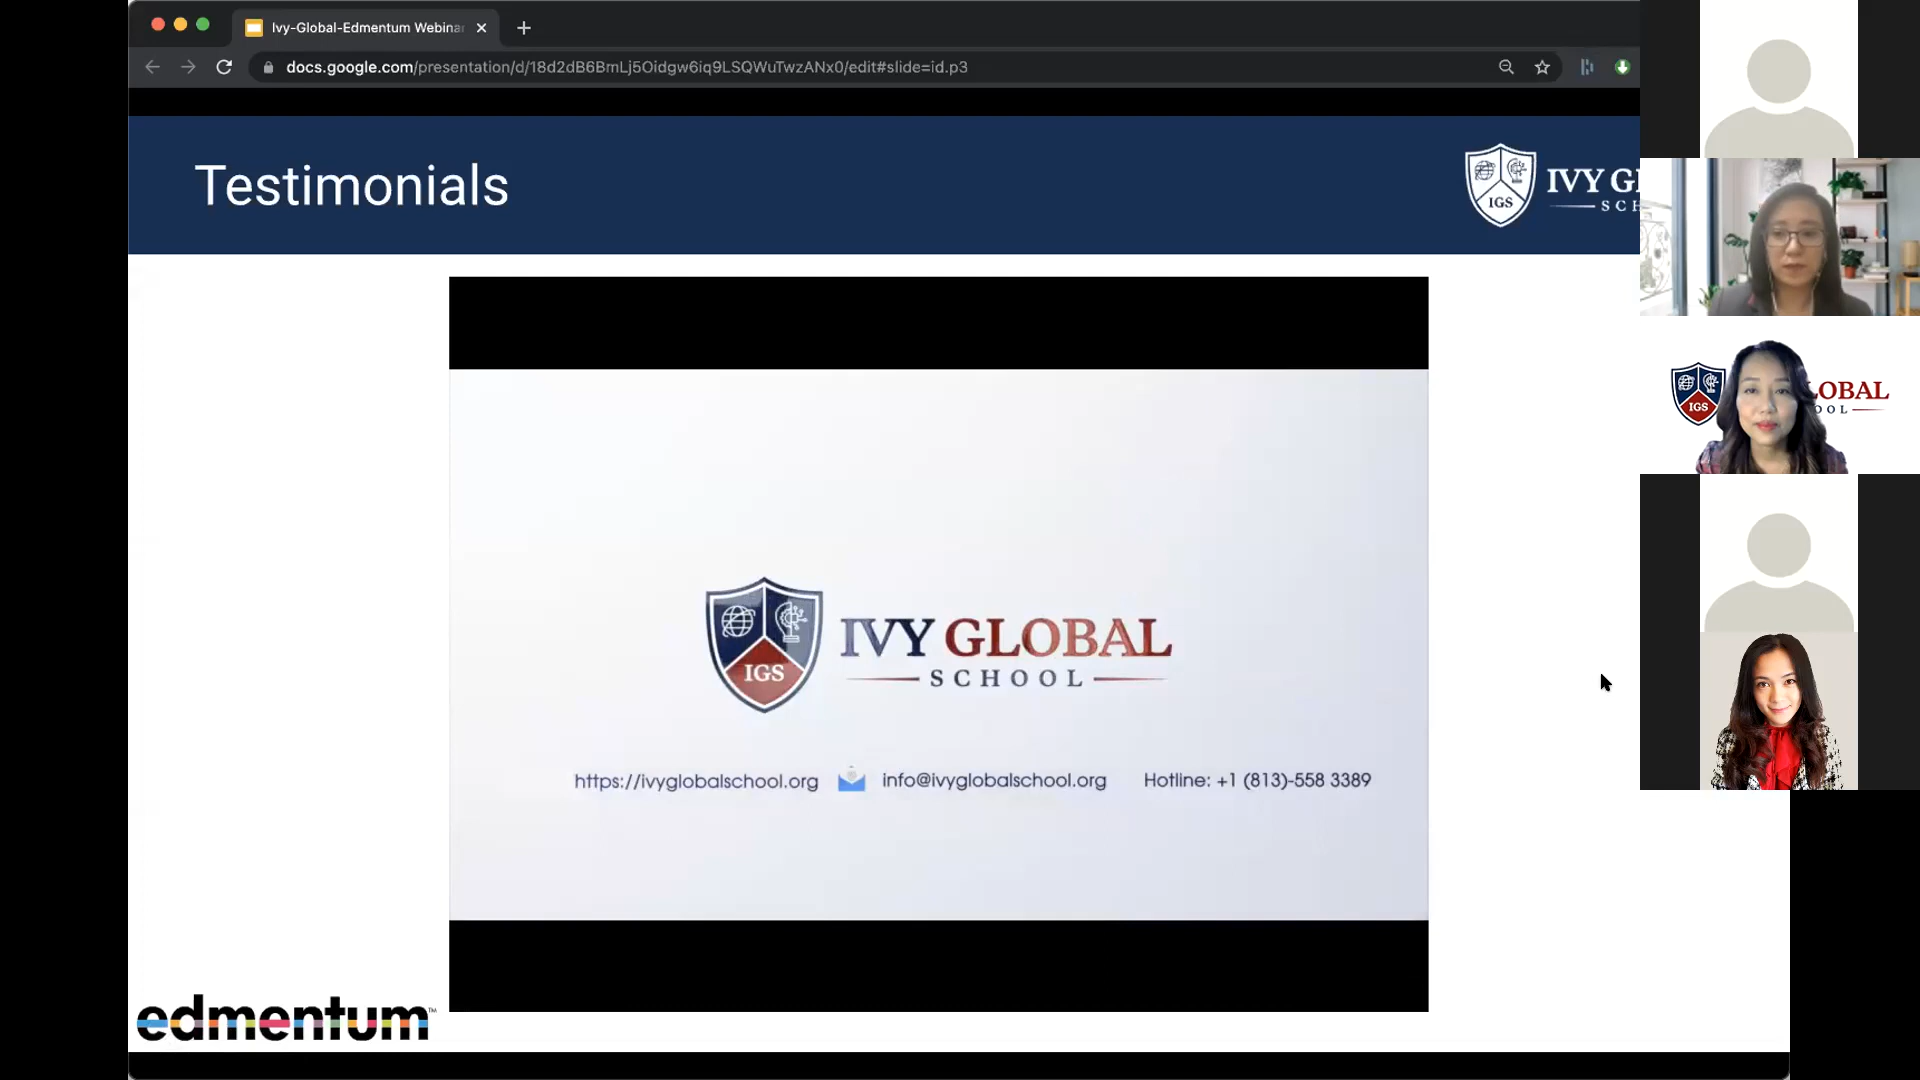 Ivy-Global-Edmentum Webinar
docs.google.com/presentation/d/18d2dB6BmLj5Oidgw6iq9LSQWuTwzANx0/edit#slide=id.p3
Testimonials
IGS
IVY GL
SCH
IGS
LOBAL
OOL
IGS
IVY GLOBAL
SCHOOL
https://ivyglobalschool.org info@ivyglobalschool.org Hotline: +1 (813)-558 3389
edmentum™